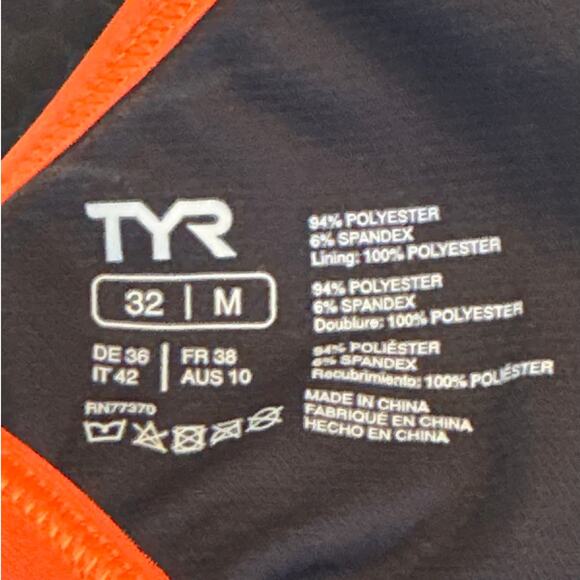 TYR
32 | M
DE 36 | FR 38
IT 42 | AUS 10
RN77370
94% POLYESTER
6% SPANDEX
Lining: 100% POLYESTER
94% POLYESTER
6% SPANDEX
Doublure: 100% POLYESTER
94% POLIÉSTER
6% SPANDEX
Recubrimiento: 100% POLIÉSTER
MADE IN CHINA
FABRIQUÉ EN CHINA
HECHO EN CHINA